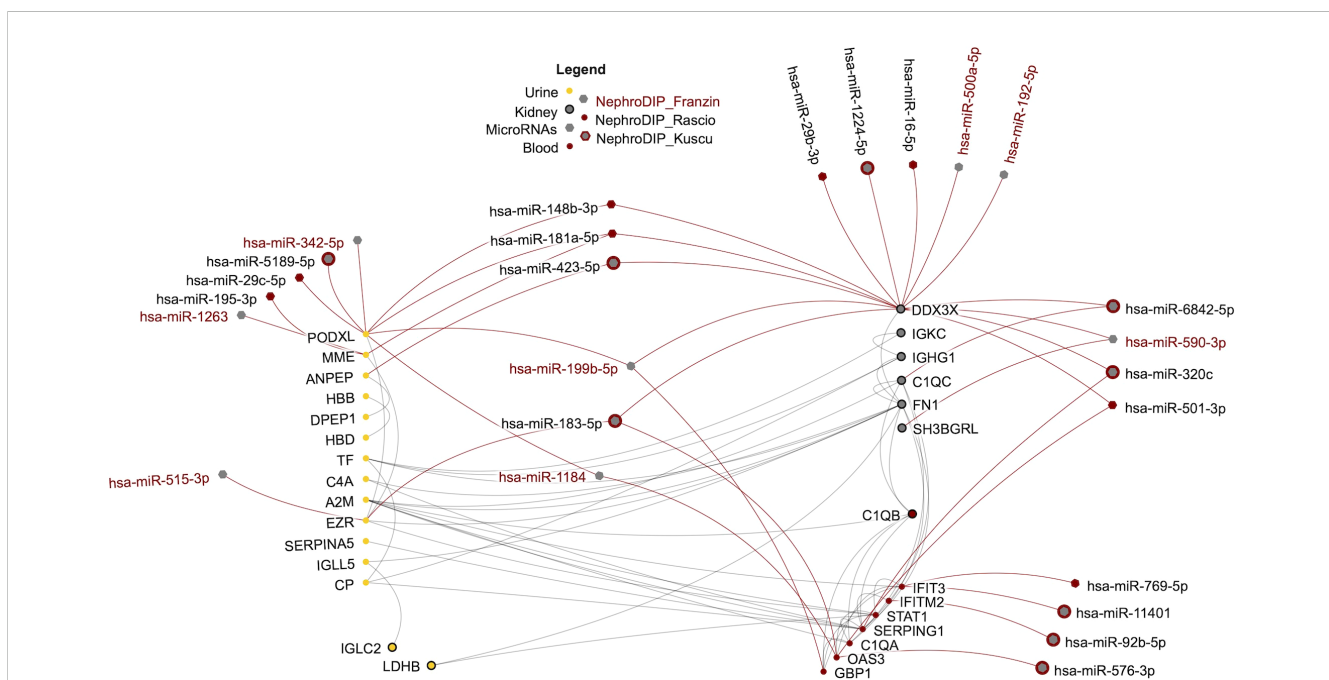 Legend
Urine
Kidney
MicroRNAs
Blood
NephroDIP_Franzin
NephroDIP_Rascio
NephroDIP_Kuscu
hsa-miR-29b-3p
hsa-miR-1224-5p
hsa-miR-16-5p
hsa-miR-500a-5p
hsa-miR-192-5p
hsa-miR-148b-3p
hsa-miR-181a-5p
hsa-miR-423-5p
hsa-miR-342-5p
hsa-miR-5189-5p
hsa-miR-29c-5p
hsa-miR-195-3p
hsa-miR-1263
PODXL
MME
ANPEP
HBB
DPEP1
HBD
TF
C4A
A2M
EZR
SERPINA5
IGLL5
CP
hsa-miR-515-3p
IGLC2
LDHB
hsa-miR-199b-5p
hsa-miR-183-5p
hsa-miR-1184
DDX3X
IGKC
IGHG1
C1QC
FN1
SH3BGRL
C1QB
hsa-miR-6842-5p
hsa-miR-590-3p
hsa-miR-320c
hsa-miR-501-3p
IFIT3
IFITM2
STAT1
SERPING1
C1QA
OAS3
GBP1
hsa-miR-769-5p
hsa-miR-11401
hsa-miR-92b-5p
hsa-miR-576-3p